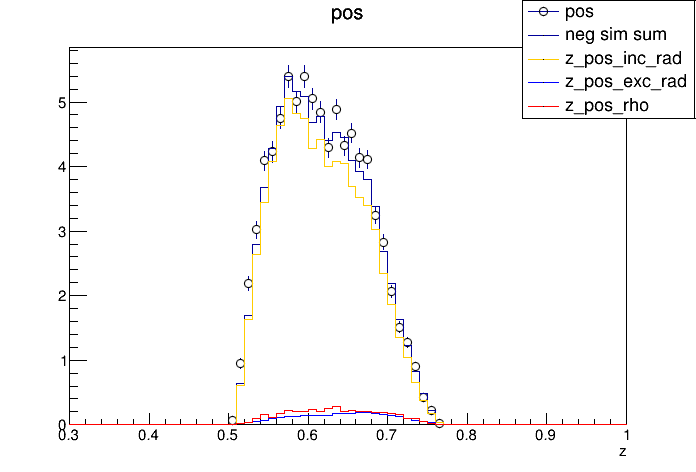 pos
pos
neg sim sum
z_pos_inc_rad
z_pos_exc_rad
z_pos_rho
5
4
3
2
1
0
0.3 0.4 0.5 0.6 0.7 0.8 0.9 1
z